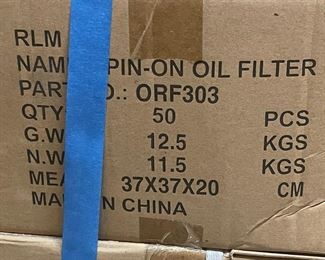 RLM
NAM PIN-ON OIL FILTER
PART O.: ORF303
QTY 50 PCS
G.W 12.5 KGS
N.W 11.5 KGS
MEA 37X37X20 CM
MAD N CHINA